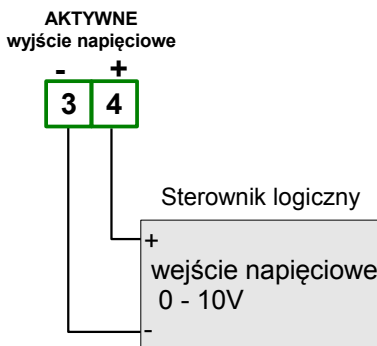 AKTYWNE
wyjście napięciowe
- +
3 4
Sterownik logiczny
+
wejście napięciowe
0 - 10V
-